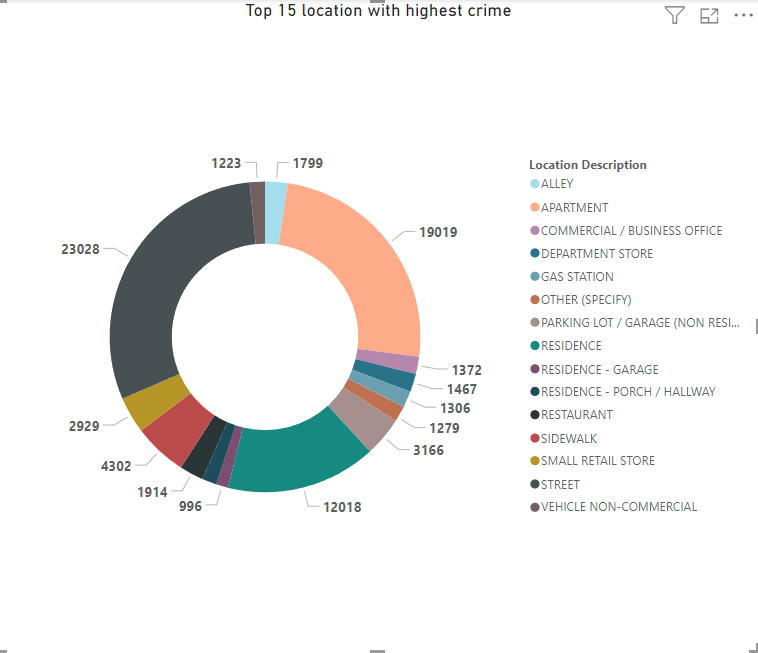 Top 15 location with highest crime
1223
1799
23028
19019
1372
1467
1306
1279
3166
2929
4302
1914
996
12018
Location Description
ALLEY
APARTMENT
COMMERCIAL / BUSINESS OFFICE
DEPARTMENT STORE
GAS STATION
OTHER (SPECIFY)
PARKING LOT / GARAGE (NON RESI...
RESIDENCE
RESIDENCE - GARAGE
RESIDENCE - PORCH / HALLWAY
RESTAURANT
SIDEWALK
SMALL RETAIL STORE
STREET
VEHICLE NON-COMMERCIAL